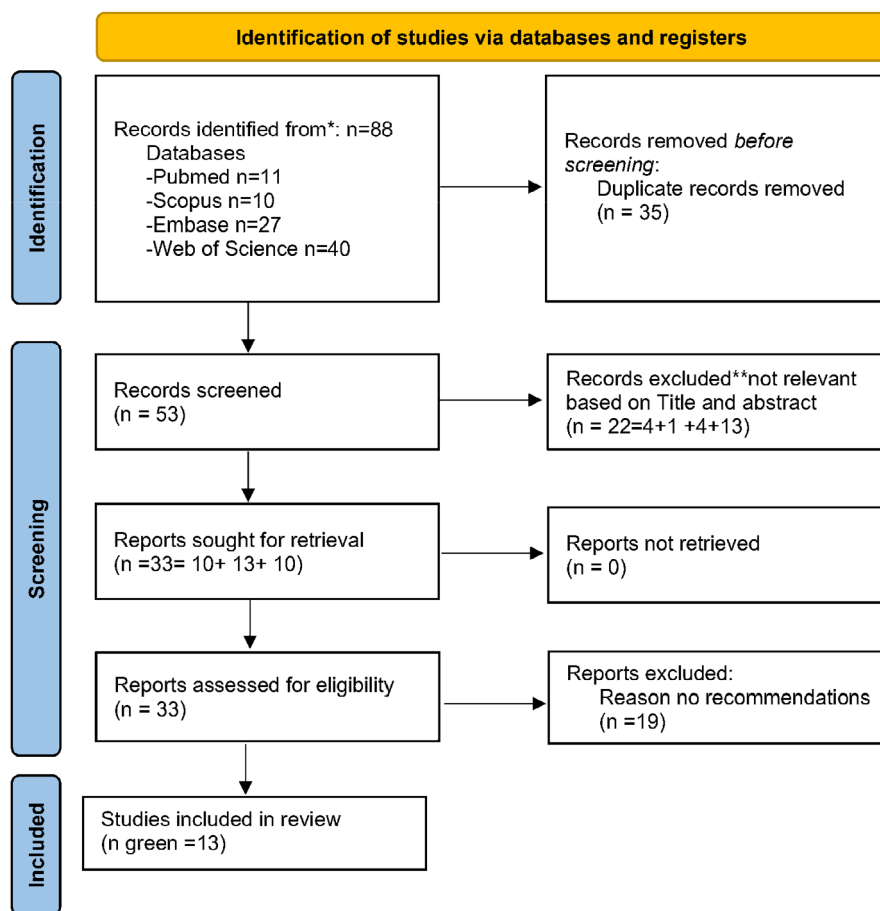 Identification of studies via databases and registers
Identification
Records identified from*: n=88
Databases
-Pubmed n=11
-Scopus n=10
-Embase n=27
-Web of Science n=40
Records removed before
screening:
Duplicate records removed
(n = 35)
Screening
Records screened
(n = 53)
Records excluded**not relevant
based on Title and abstract
(n = 22=4+1 +4+13)
Reports sought for retrieval
(n =33= 10+ 13+ 10)
Reports not retrieved
(n = 0)
Reports assessed for eligibility
(n = 33)
Reports excluded:
Reason no recommendations
(n =19)
Included
Studies included in review
(n green =13)